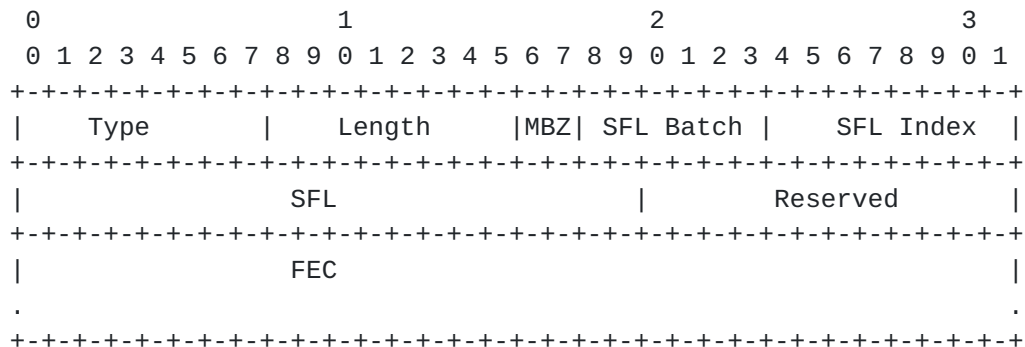 0                   1                   2                   3
 0 1 2 3 4 5 6 7 8 9 0 1 2 3 4 5 6 7 8 9 0 1 2 3 4 5 6 7 8 9 0 1
+-+-+-+-+-+-+-+-+-+-+-+-+-+-+-+-+-+-+-+-+-+-+-+-+-+-+-+-+-+-+-+-+
|    Type       |    Length     |MBZ| SFL Batch |    SFL Index  |
+-+-+-+-+-+-+-+-+-+-+-+-+-+-+-+-+-+-+-+-+-+-+-+-+-+-+-+-+-+-+-+-+
|                 SFL                   |        Reserved       |
+-+-+-+-+-+-+-+-+-+-+-+-+-+-+-+-+-+-+-+-+-+-+-+-+-+-+-+-+-+-+-+-+
|                 FEC                                           |
.                                                               .
+-+-+-+-+-+-+-+-+-+-+-+-+-+-+-+-+-+-+-+-+-+-+-+-+-+-+-+-+-+-+-+-+